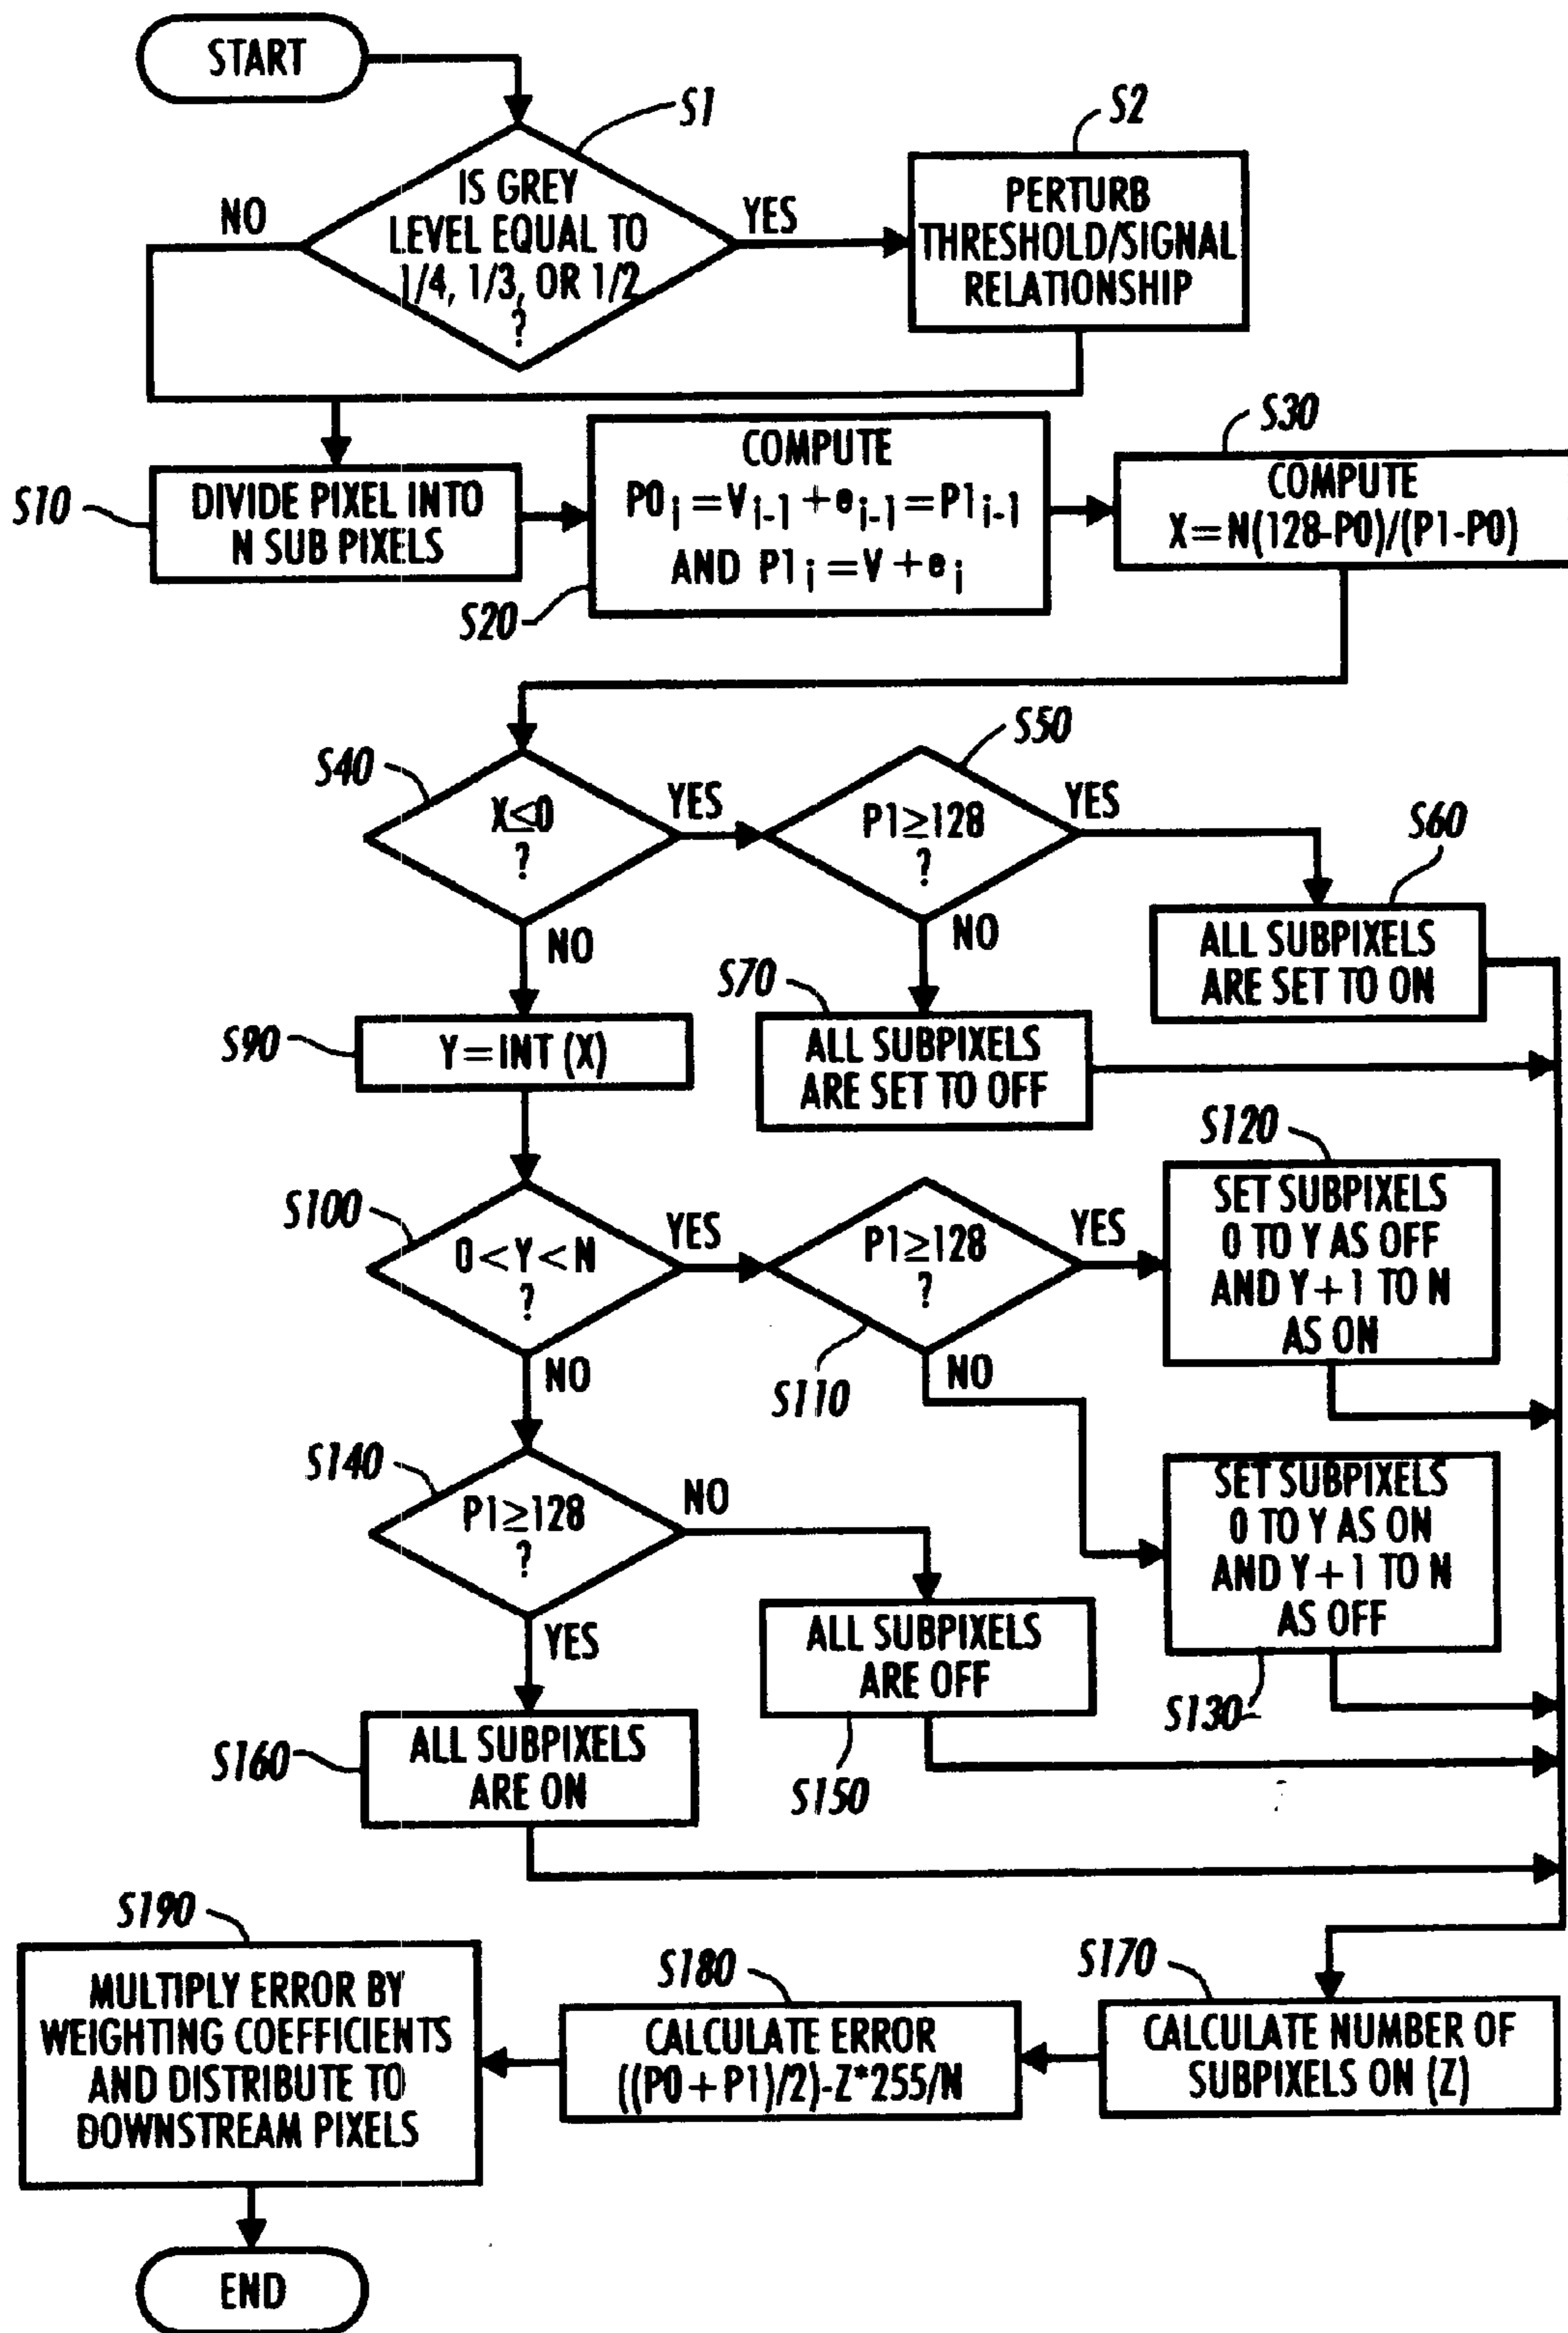 START
S1
IS GREY
LEVEL EQUAL TO
1/4, 1/3, OR 1/2
?
NO
YES
S2
PERTURB
THRESHOLD/SIGNAL
RELATIONSHIP
S10
DIVIDE PIXEL INTO
N SUB PIXELS
S20
COMPUTE
P0i=Vi-1+ei-1=P1i-1
AND P1i=V+ei
S30
COMPUTE
X=N(128-P0)/(P1-P0)
S40
X≤0
?
YES
NO
S50
P1≥128
?
YES
NO
S60
ALL SUBPIXELS
ARE SET TO ON
S70
ALL SUBPIXELS
ARE SET TO OFF
S90
Y=INT (X)
S100
0<Y<N
?
YES
NO
P1≥128
?
YES
NO
S110
S120
SET SUBPIXELS
0 TO Y AS OFF
AND Y+1 TO N
AS ON
SET SUBPIXELS
0 TO Y AS ON
AND Y+1 TO N
AS OFF
S130
S140
P1≥128
?
NO
YES
ALL SUBPIXELS
ARE OFF
S150
S160
ALL SUBPIXELS
ARE ON
S170
CALCULATE NUMBER OF
SUBPIXELS ON (Z)
S180
CALCULATE ERROR
((P0+P1)/2)-Z*255/N
S190
MULTIPLY ERROR BY
WEIGHTING COEFFICIENTS
AND DISTRIBUTE TO
DOWNSTREAM PIXELS
END